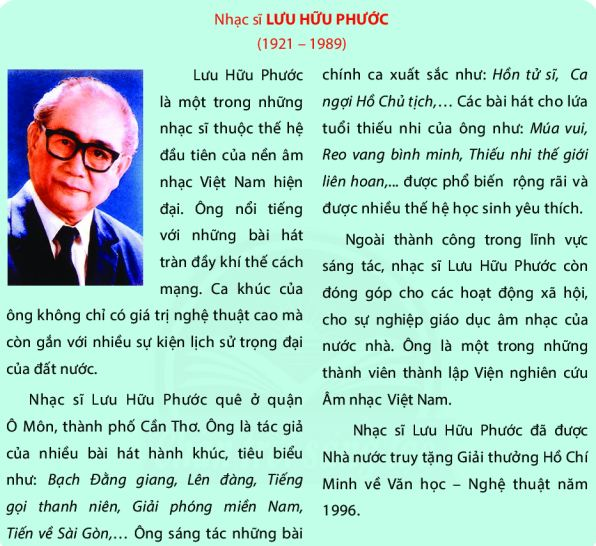 Nhạc sĩ LƯU HỮU PHƯỚC
(1921 – 1989)
Lưu Hữu Phước
là một trong những
nhạc sĩ thuộc thế hệ
đầu tiên của nền âm
nhạc Việt Nam hiện
đại. Ông nổi tiếng
với những bài hát
tràn đầy khí thế cách
mạng. Ca khúc của
ông không chỉ có giá trị nghệ thuật cao mà
còn gắn với nhiều sự kiện lịch sử trọng đại
của đất nước.
Nhạc sĩ Lưu Hữu Phước quê ở quận
Ô Môn, thành phố Cần Thơ. Ông là tác giả
của nhiều bài hát hành khúc, tiêu biểu
như: Bạch Đằng giang, Lên đàng, Tiếng
gọi thanh niên, Giải phóng miền Nam,
Tiến về Sài Gòn,… Ông sáng tác những bài
chính ca xuất sắc như: Hồn tử sĩ, Ca
ngợi Hồ Chủ tịch,… Các bài hát cho lứa
tuổi thiếu nhi của ông như: Múa vui,
Reo vang bình minh, Thiếu nhi thế giới
liên hoan,... được phổ biến rộng rãi và
được nhiều thế hệ học sinh yêu thích.
Ngoài thành công trong lĩnh vực
sáng tác, nhạc sĩ Lưu Hữu Phước còn
đóng góp cho các hoạt động xã hội,
cho sự nghiệp giáo dục âm nhạc của
nước nhà. Ông là một trong những
thành viên thành lập Viện nghiên cứu
Âm nhạc Việt Nam.
Nhạc sĩ Lưu Hữu Phước đã được
Nhà nước truy tặng Giải thưởng Hồ Chí
Minh về Văn học – Nghệ thuật năm
1996.